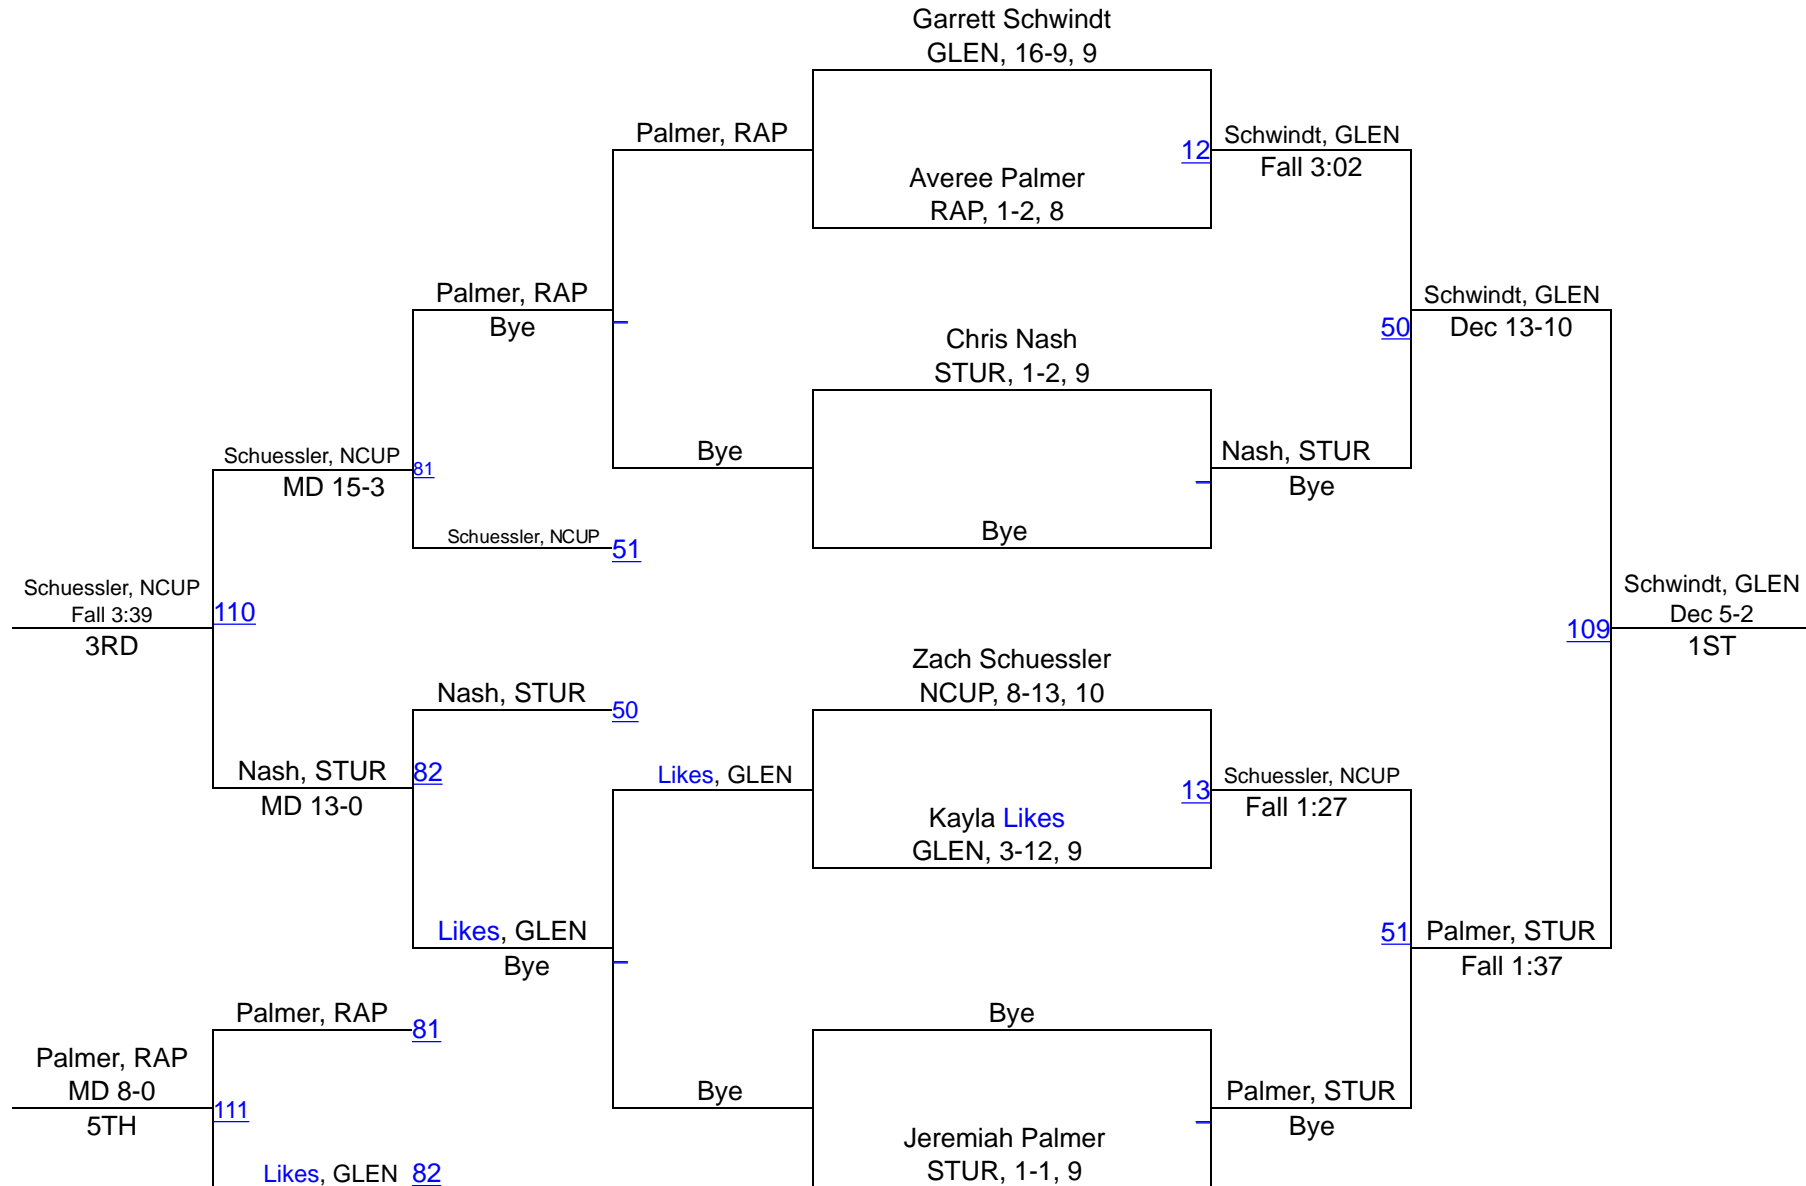 Garrett Schwindt
GLEN, 16-9, 9
Palmer, RAP
12
Schwindt, GLEN
Fall 3:02
Averee Palmer
RAP, 1-2, 8
Palmer, RAP
Bye
Schwindt, GLEN
Dec 13-10
50
Chris Nash
STUR, 1-2, 9
Schuessler, NCUP
MD 15-3
81
Bye
Nash, STUR
Bye
Schuessler, NCUP
51
Bye
Schuessler, NCUP
Fall 3:39
3RD
110
Schwindt, GLEN
Dec 5-2
1ST
109
Zach Schuessler
NCUP, 8-13, 10
Nash, STUR
50
Nash, STUR
MD 13-0
82
Likes, GLEN
13
Schuessler, NCUP
Fall 1:27
Kayla Likes
GLEN, 3-12, 9
Likes, GLEN
Bye
51
Palmer, STUR
Fall 1:37
Palmer, RAP
81
Bye
Palmer, RAP
MD 8-0
5TH
111
Bye
Palmer, STUR
Bye
Jeremiah Palmer
STUR, 1-1, 9
Likes, GLEN
82